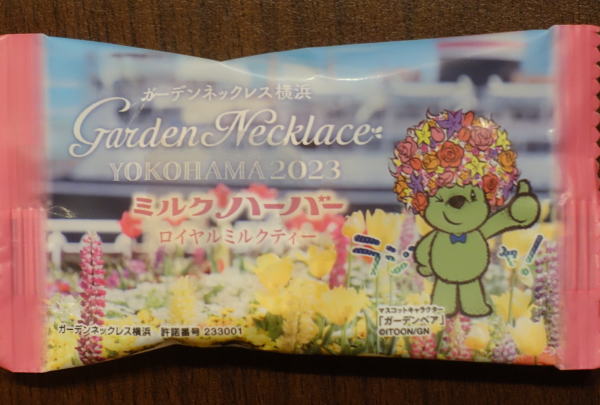 ガーデンネックレス横浜
Garden Necklace
YOKOHAMA 2023
ミルクハーバー
ロイヤルミルクティー
マスコットキャラクター
「ガーデンベア」
©ITOON/GN
ガーデンネックレス横浜 許諾番号 233001